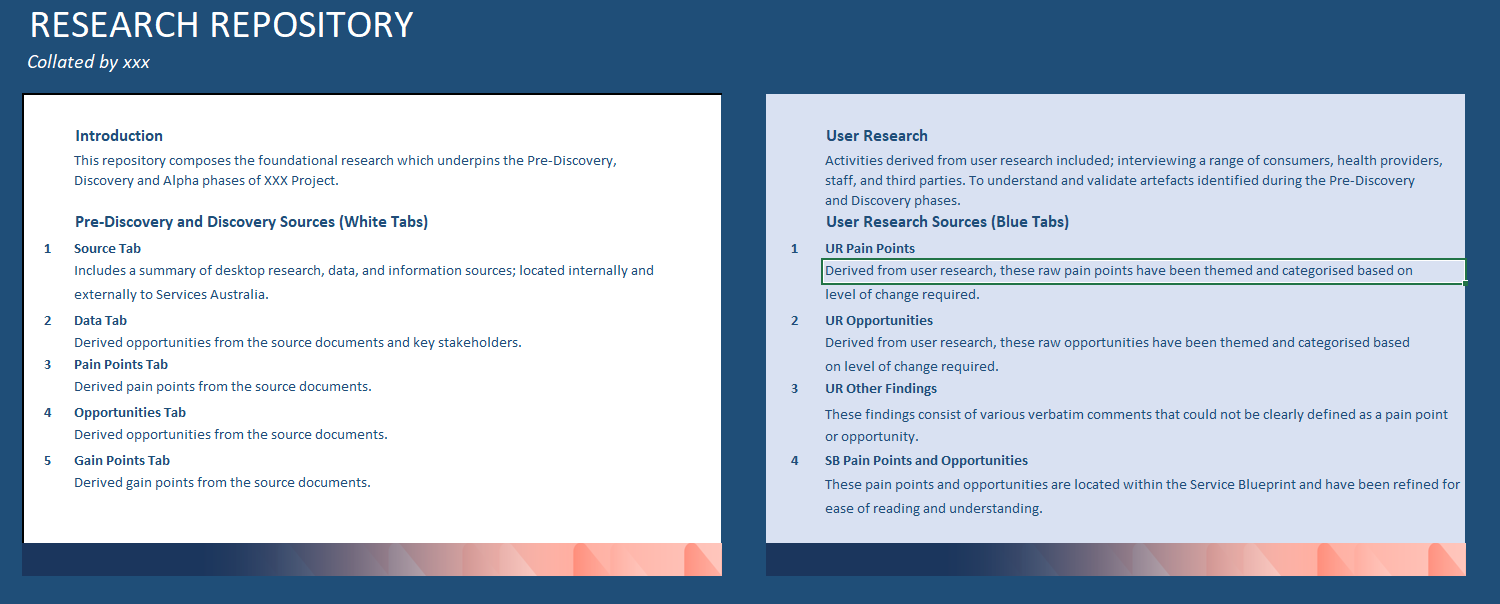 RESEARCH REPOSITORY
Collated by xxx
Introduction
This repository composes the foundational research which underpins the Pre-Discovery,
Discovery and Alpha phases of XXX Project.
Pre-Discovery and Discovery Sources (White Tabs)
1 Source Tab
Includes a summary of desktop research, data, and information sources; located internally and
externally to Services Australia.
2 Data Tab
Derived opportunities from the source documents and key stakeholders.
3 Pain Points Tab
Derived pain points from the source documents.
4 Opportunities Tab
Derived opportunities from the source documents.
5 Gain Points Tab
Derived gain points from the source documents.
User Research
Activities derived from user research included; interviewing a range of consumers, health providers,
staff, and third parties. To understand and validate artefacts identified during the Pre-Discovery
and Discovery phases.
User Research Sources (Blue Tabs)
1 UR Pain Points
Derived from user research, these raw pain points have been themed and categorised based on
level of change required.
2 UR Opportunities
Derived from user research, these raw opportunities have been themed and categorised based
on level of change required.
3 UR Other Findings
These findings consist of various verbatim comments that could not be clearly defined as a pain point
or opportunity.
4 SB Pain Points and Opportunities
These pain points and opportunities are located within the Service Blueprint and have been refined for
ease of reading and understanding.